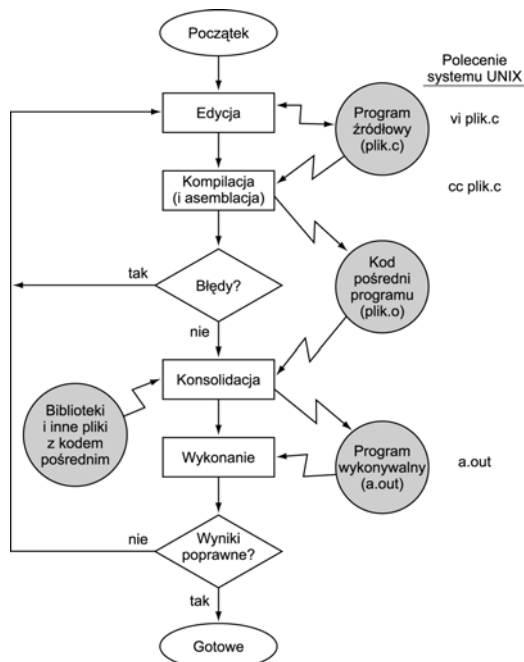 Początek
Polecenie
systemu UNIX
Edycja
Program
źródłowy
(plik.c)
vi plik.c
Kompilacja
(i asemblacja)
cc plik.c
tak
Błędy?
Kod
pośredni
programu
(plik.o)
nie
Konsolidacja
Biblioteki
i inne pliki
z kodem
pośrednim
Wykonanie
Program
wykonywalny
(a.out)
a.out
nie
Wyniki
poprawne?
tak
Gotowe